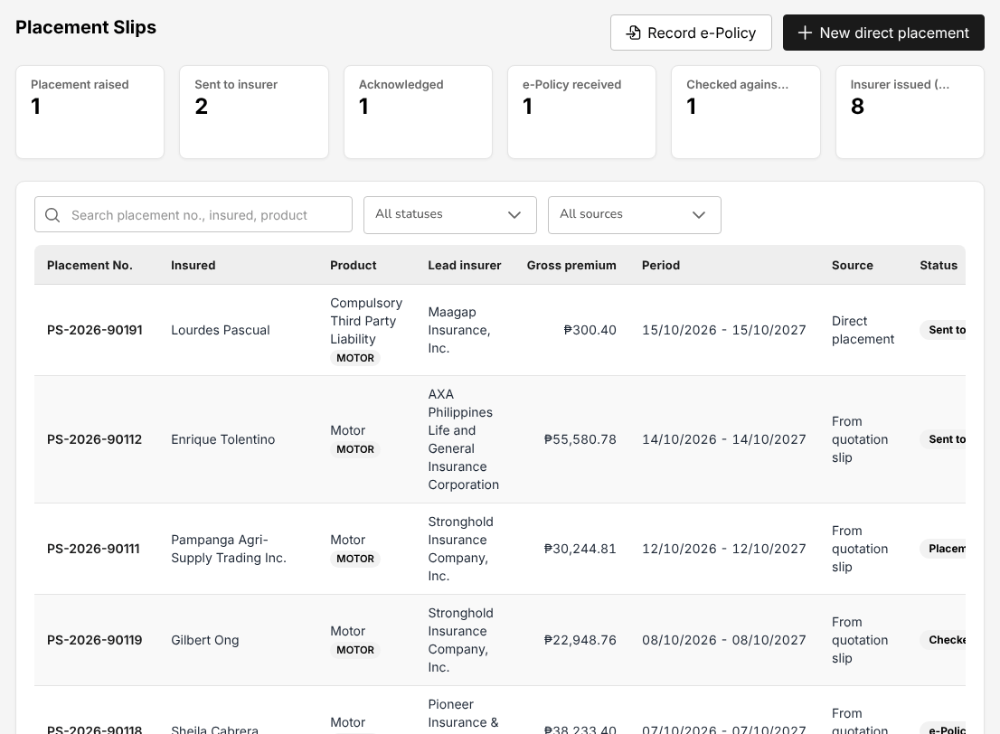 Placement Slips
Record e-Policy
New direct placement
Placement raised
1
Sent to insurer
2
Acknowledged
1
e-Policy received
1
Checked agains...
1
Insurer issued (...
8
Search placement no., insured, product
All statuses
All sources
Placement No. Insured Product Lead insurer Gross premium Period Source Status
PS-2026-90191
Lourdes Pascual
Compulsory
Third Party
Liability
MOTOR
Maagap
Insurance,
Inc.
₱300.40
15/10/2026 - 15/10/2027
Direct
placement
Sent to
PS-2026-90112
Enrique Tolentino
Motor
MOTOR
AXA
Philippines
Life and
General
Insurance
Corporation
₱55,580.78
14/10/2026 - 14/10/2027
From
quotation
slip
Sent to
PS-2026-90111
Pampanga Agri-
Supply Trading Inc.
Motor
MOTOR
Stronghold
Insurance
Company,
Inc.
₱30,244.81
12/10/2026 - 12/10/2027
From
quotation
slip
Placem
PS-2026-90119
Gilbert Ong
Motor
MOTOR
Stronghold
Insurance
Company,
Inc.
₱22,948.76
08/10/2026 - 08/10/2027
From
quotation
slip
Checke
PS-2026-90118
Sheila Cabrera
Motor
Pioneer
Insurance &
₱38,233.40
07/10/2026 - 07/10/2027
From
quotation
e-Polic